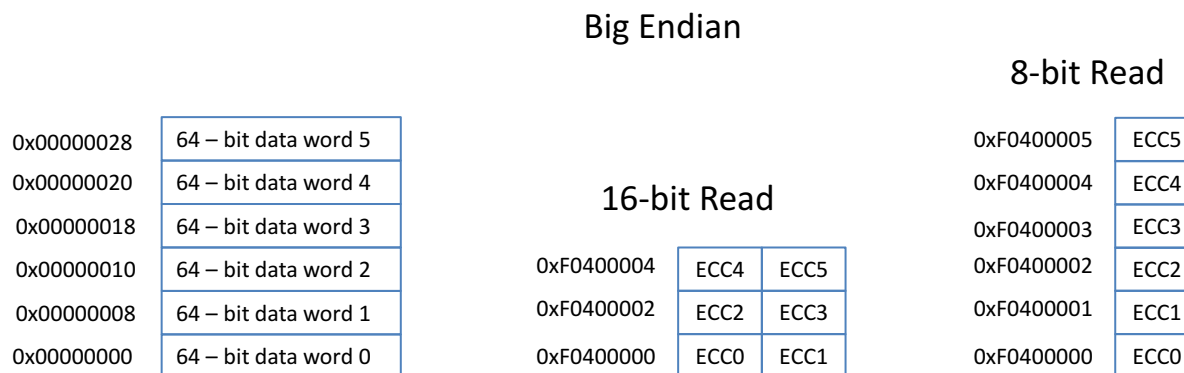 Big Endian
8-bit Read
0x00000028 64 – bit data word 5 0xF0400005 ECC5
0x00000020 64 – bit data word 4 16-bit Read 0xF0400004 ECC4
0x00000018 64 – bit data word 3 0xF0400003 ECC3
0x00000010 64 – bit data word 2 0xF0400004 ECC4 ECC5 0xF0400002 ECC2
0x00000008 64 – bit data word 1 0xF0400002 ECC2 ECC3 0xF0400001 ECC1
0x00000000 64 – bit data word 0 0xF0400000 ECC0 ECC1 0xF0400000 ECC0